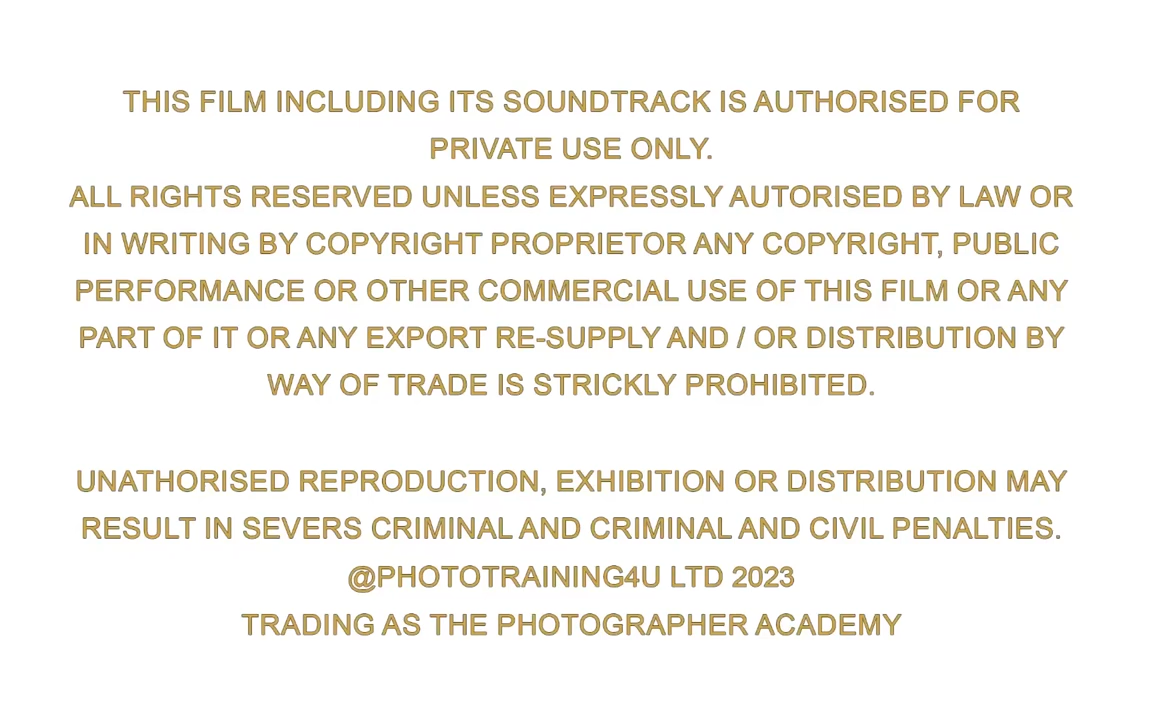 THIS FILM INCLUDING ITS SOUNDTRACK IS AUTHORISED FOR
PRIVATE USE ONLY.
ALL RIGHTS RESERVED UNLESS EXPRESSLY AUTORISED BY LAW OR
IN WRITING BY COPYRIGHT PROPRIETOR ANY COPYRIGHT, PUBLIC
PERFORMANCE OR OTHER COMMERCIAL USE OF THIS FILM OR ANY
PART OF IT OR ANY EXPORT RE-SUPPLY AND / OR DISTRIBUTION BY
WAY OF TRADE IS STRICKLY PROHIBITED.
UNATHORISED REPRODUCTION, EXHIBITION OR DISTRIBUTION MAY
RESULT IN SEVERS CRIMINAL AND CRIMINAL AND CIVIL PENALTIES.
@PHOTOTRAINING4U LTD 2023
TRADING AS THE PHOTOGRAPHER ACADEMY